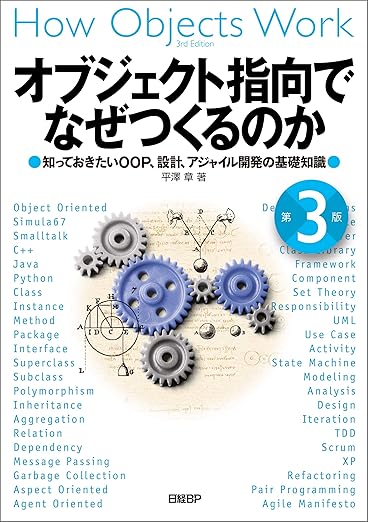 How Objects Work
3rd Edition
オブジェクト指向で
なぜつくるのか
●知っておきたいOOP、設計、アジャイル開発の基礎知識●
平澤 章 著
第3版
Object Oriented
Simula67
Smalltalk
C++
Java
Python
Class
Instance
Method
Package
Interface
Superclass
Subclass
Polymorphism
Inheritance
Aggregation
Relation
Dependency
Message Passing
Garbage Collection
Aspect Oriented
Agent Oriented
Class Library
Framework
Component
Set Theory
Responsibility
UML
Use Case
Activity
State Machine
Modeling
Analysis
Design
Iteration
TDD
Scrum
XP
Refactoring
Pair Programming
Agile Manifesto
日経BP